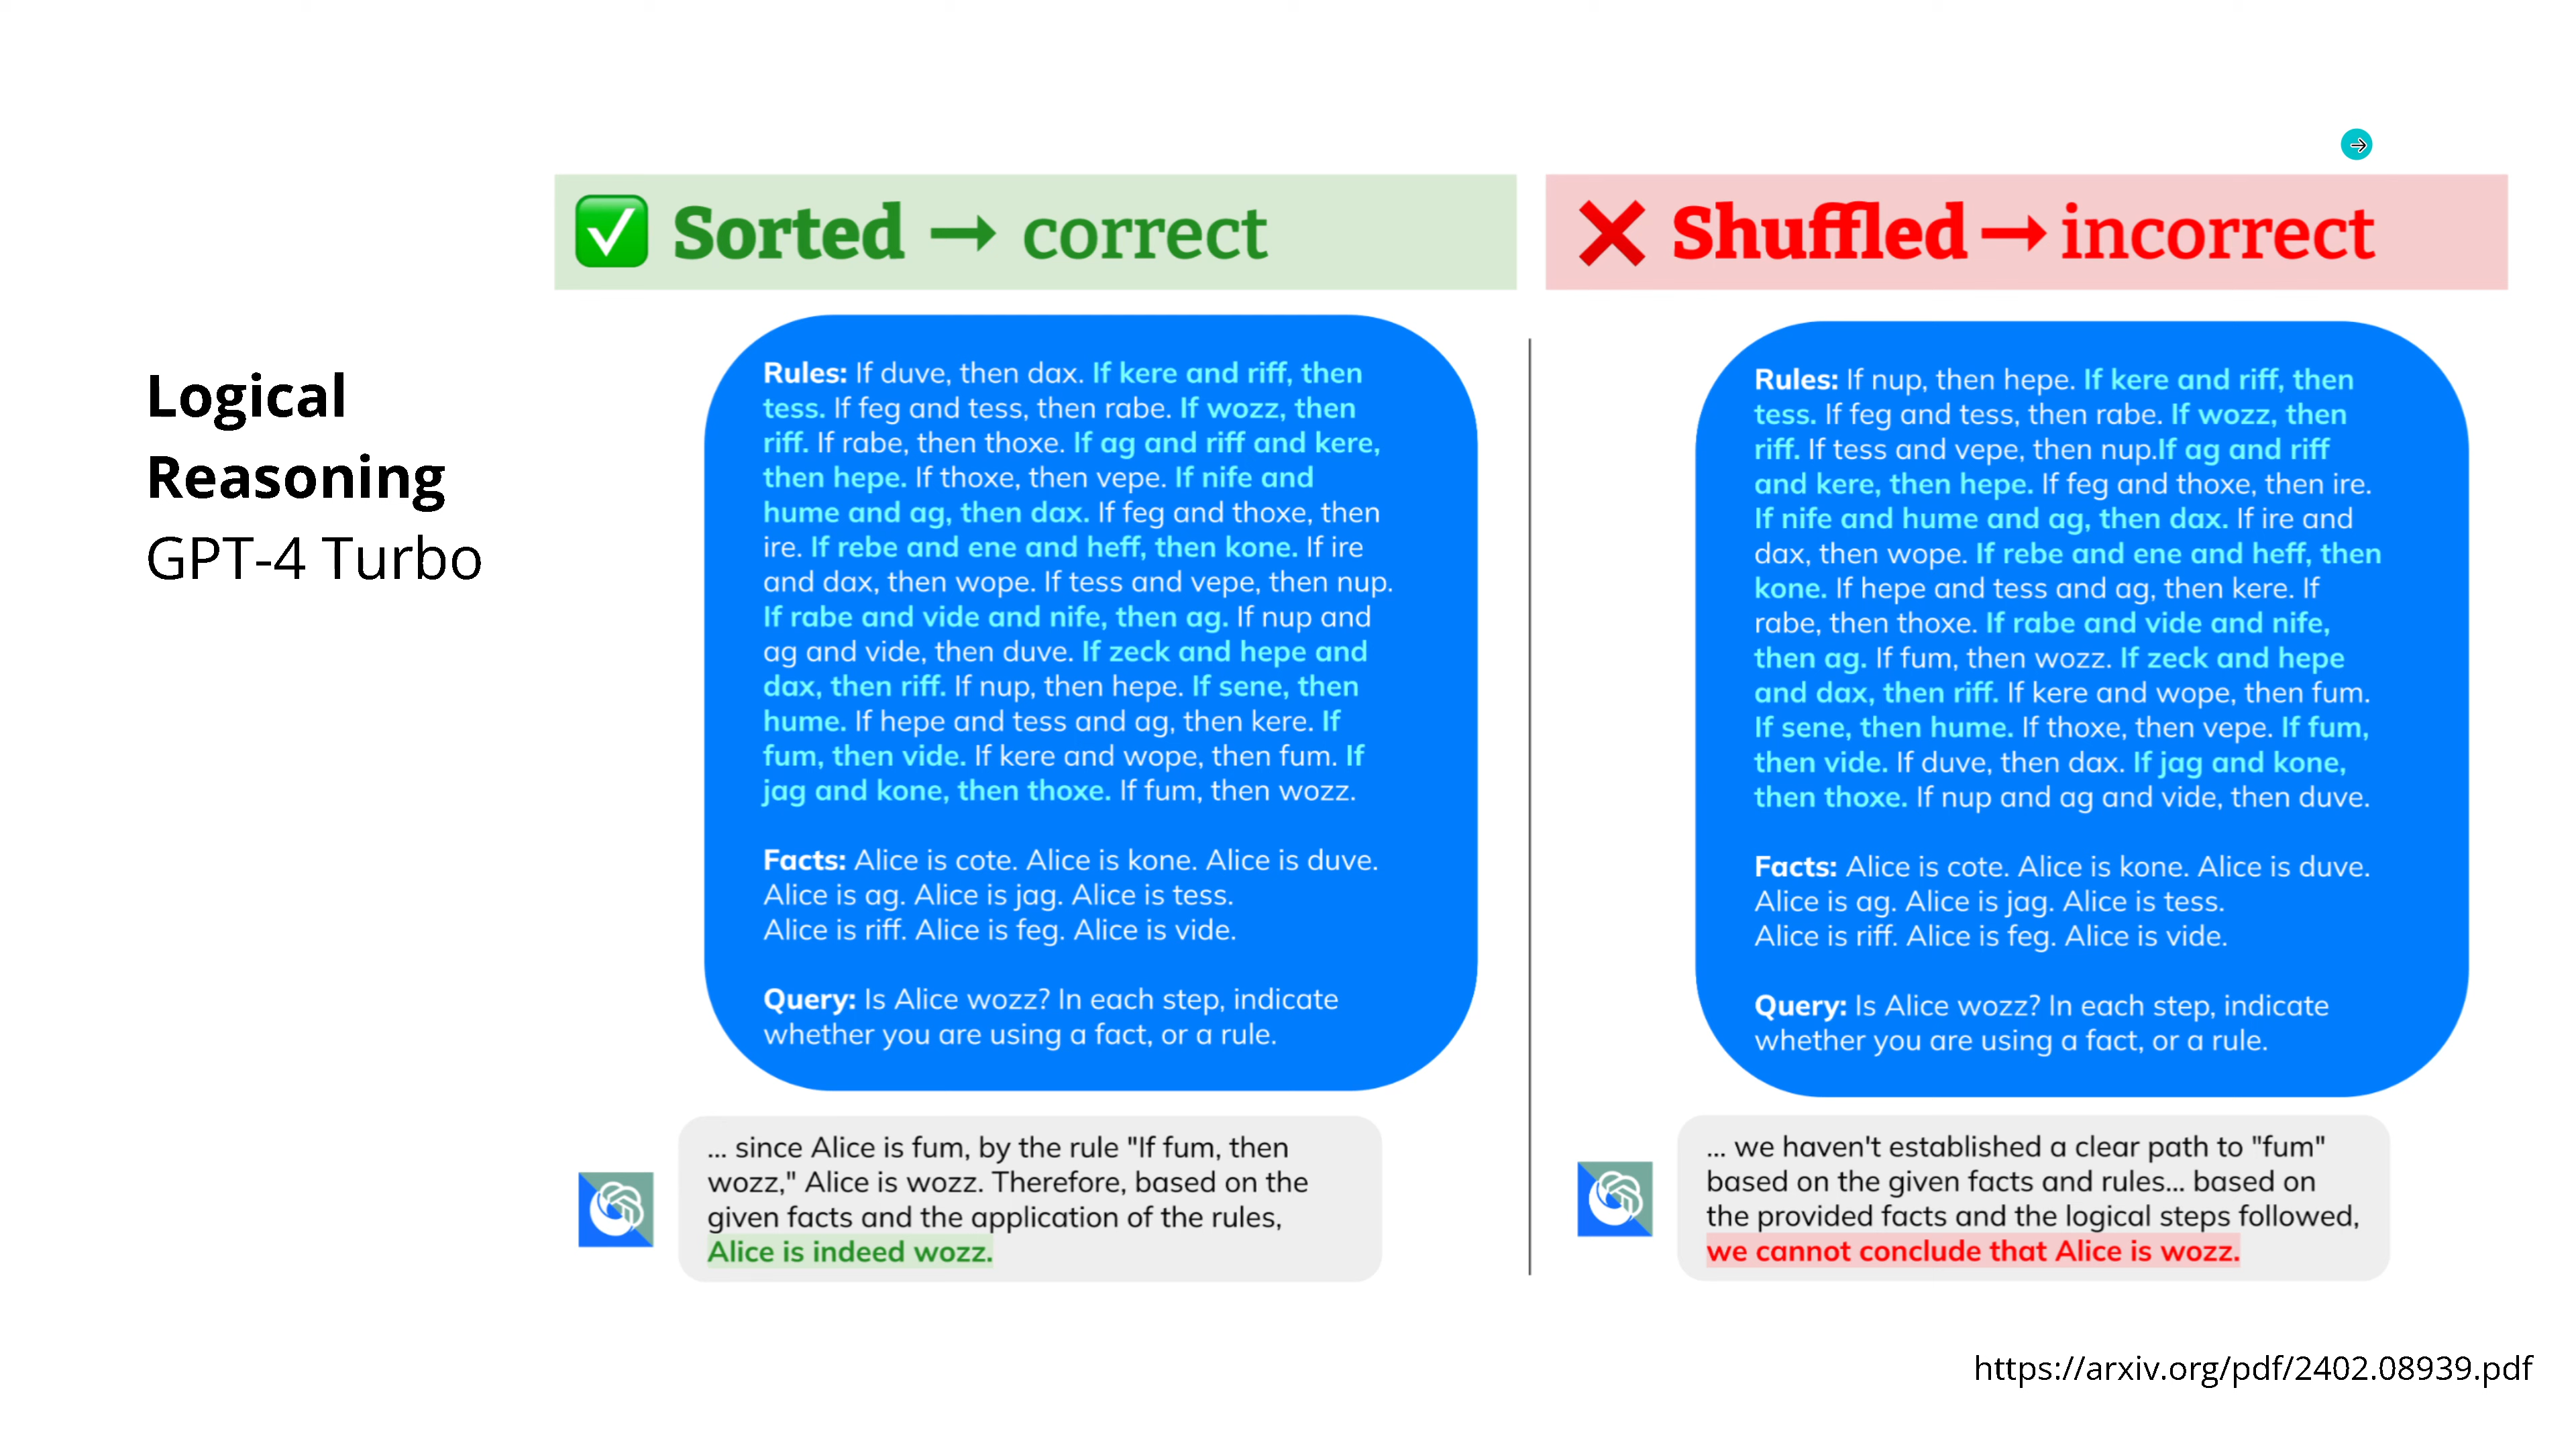 Logical
Reasoning
GPT-4 Turbo
✅ Sorted → correct
Rules: If duve, then dax. If kere and riff, then
tess. If feg and tess, then rabe. If wozz, then
riff. If rabe, then thoxe. If ag and riff and kere,
then hepe. If thoxe, then vepe. If nife and
hume and ag, then dax. If feg and thoxe, then
ire. If rebe and ene and heff, then kone. If ire
and dax, then wope. If tess and vepe, then nup.
If rabe and vide and nife, then ag. If nup and
ag and vide, then duve. If zeck and hepe and
dax, then riff. If nup, then hepe. If sene, then
hume. If hepe and tess and ag, then kere. If
fum, then vide. If kere and wope, then fum. If
jag and kone, then thoxe. If fum, then wozz.
Facts: Alice is cote. Alice is kone. Alice is duve.
Alice is ag. Alice is jag. Alice is tess.
Alice is riff. Alice is feg. Alice is vide.
Query: Is Alice wozz? In each step, indicate
whether you are using a fact, or a rule.
... since Alice is fum, by the rule "If fum, then
wozz," Alice is wozz. Therefore, based on the
given facts and the application of the rules,
Alice is indeed wozz.
❌ Shuffled → incorrect
Rules: If nup, then hepe. If kere and riff, then
tess. If feg and tess, then rabe. If wozz, then
riff. If tess and vepe, then nup.If ag and riff
and kere, then hepe. If feg and thoxe, then ire.
If nife and hume and ag, then dax. If ire and
dax, then wope. If rebe and ene and heff, then
kone. If hepe and tess and ag, then kere. If
rabe, then thoxe. If rabe and vide and nife,
then ag. If fum, then wozz. If zeck and hepe
and dax, then riff. If kere and wope, then fum.
If sene, then hume. If thoxe, then vepe. If fum,
then vide. If duve, then dax. If jag and kone,
then thoxe. If nup and ag and vide, then duve.
Facts: Alice is cote. Alice is kone. Alice is duve.
Alice is ag. Alice is jag. Alice is tess.
Alice is riff. Alice is feg. Alice is vide.
Query: Is Alice wozz? In each step, indicate
whether you are using a fact, or a rule.
... we haven't established a clear path to "fum"
based on the given facts and rules... based on
the provided facts and the logical steps followed,
we cannot conclude that Alice is wozz.
https://arxiv.org/pdf/2402.08939.pdf